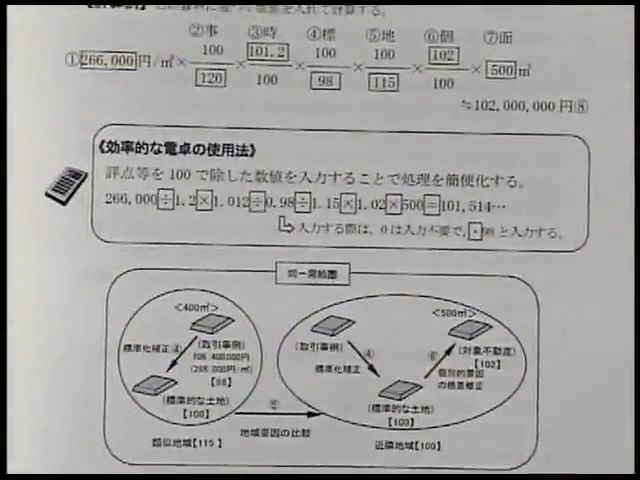 ②事 ③時 ④標 ⑤地 ⑥個 ⑦面
①266,000円/㎡×100/120×101.2/100×100/98×100/115×102/100×500㎡
≒102,000,000円⑧
《効率的な電卓の使用法》
評点等を100で除した数値を入力することで処理を簡便化する。
266,000÷1.2×1.012÷0.98÷1.15×1.02×500=101,514…
入力する際は、0は入力不要で、・98と入力する。
同一需給圏
<400㎡>
(取引事例)
106,400,000円
(266,000円/㎡)
【98】
標準化補正④
(標準的な土地)
【100】
類似地域【115】
⑤
地域要因の比較
<500㎡>
(取引事例)
④
標準化補正
(標準的な土地)
【100】
⑥
個別的要因
の格差修正
(対象不動産)
【102】
近隣地域【100】